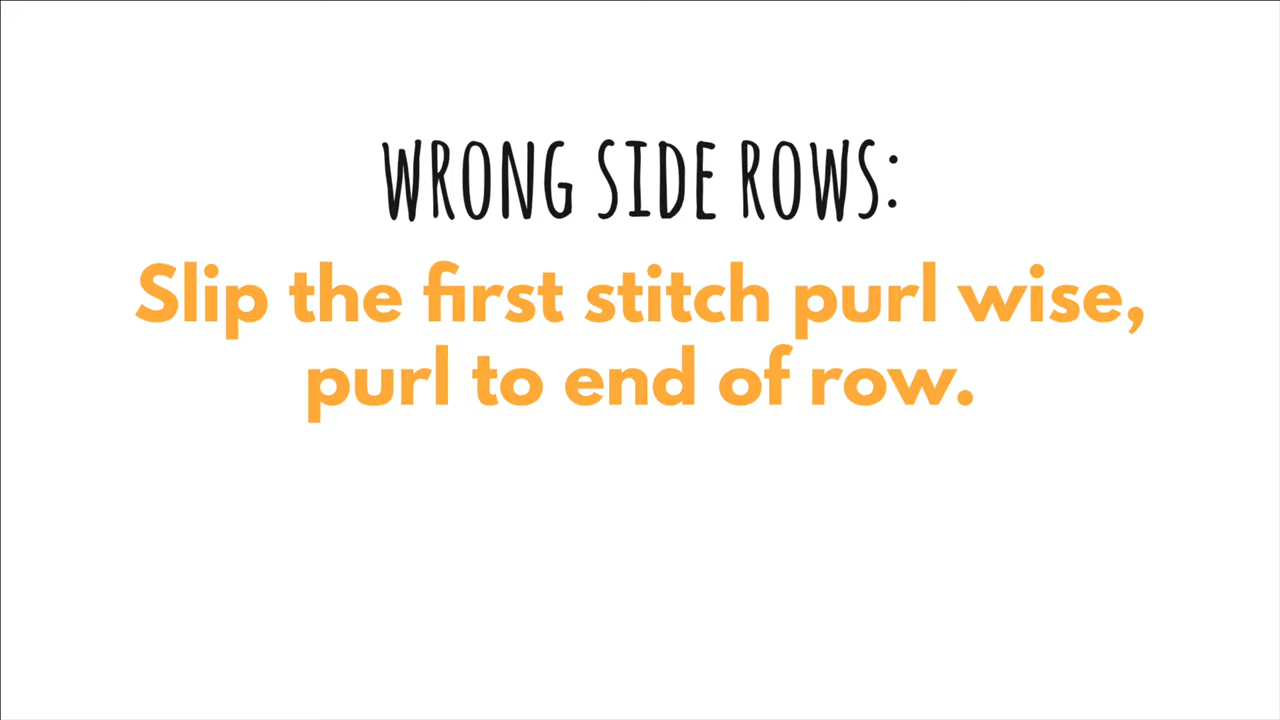 WRONG SIDE ROWS:
Slip the first stitch purl wise,
purl to end of row.